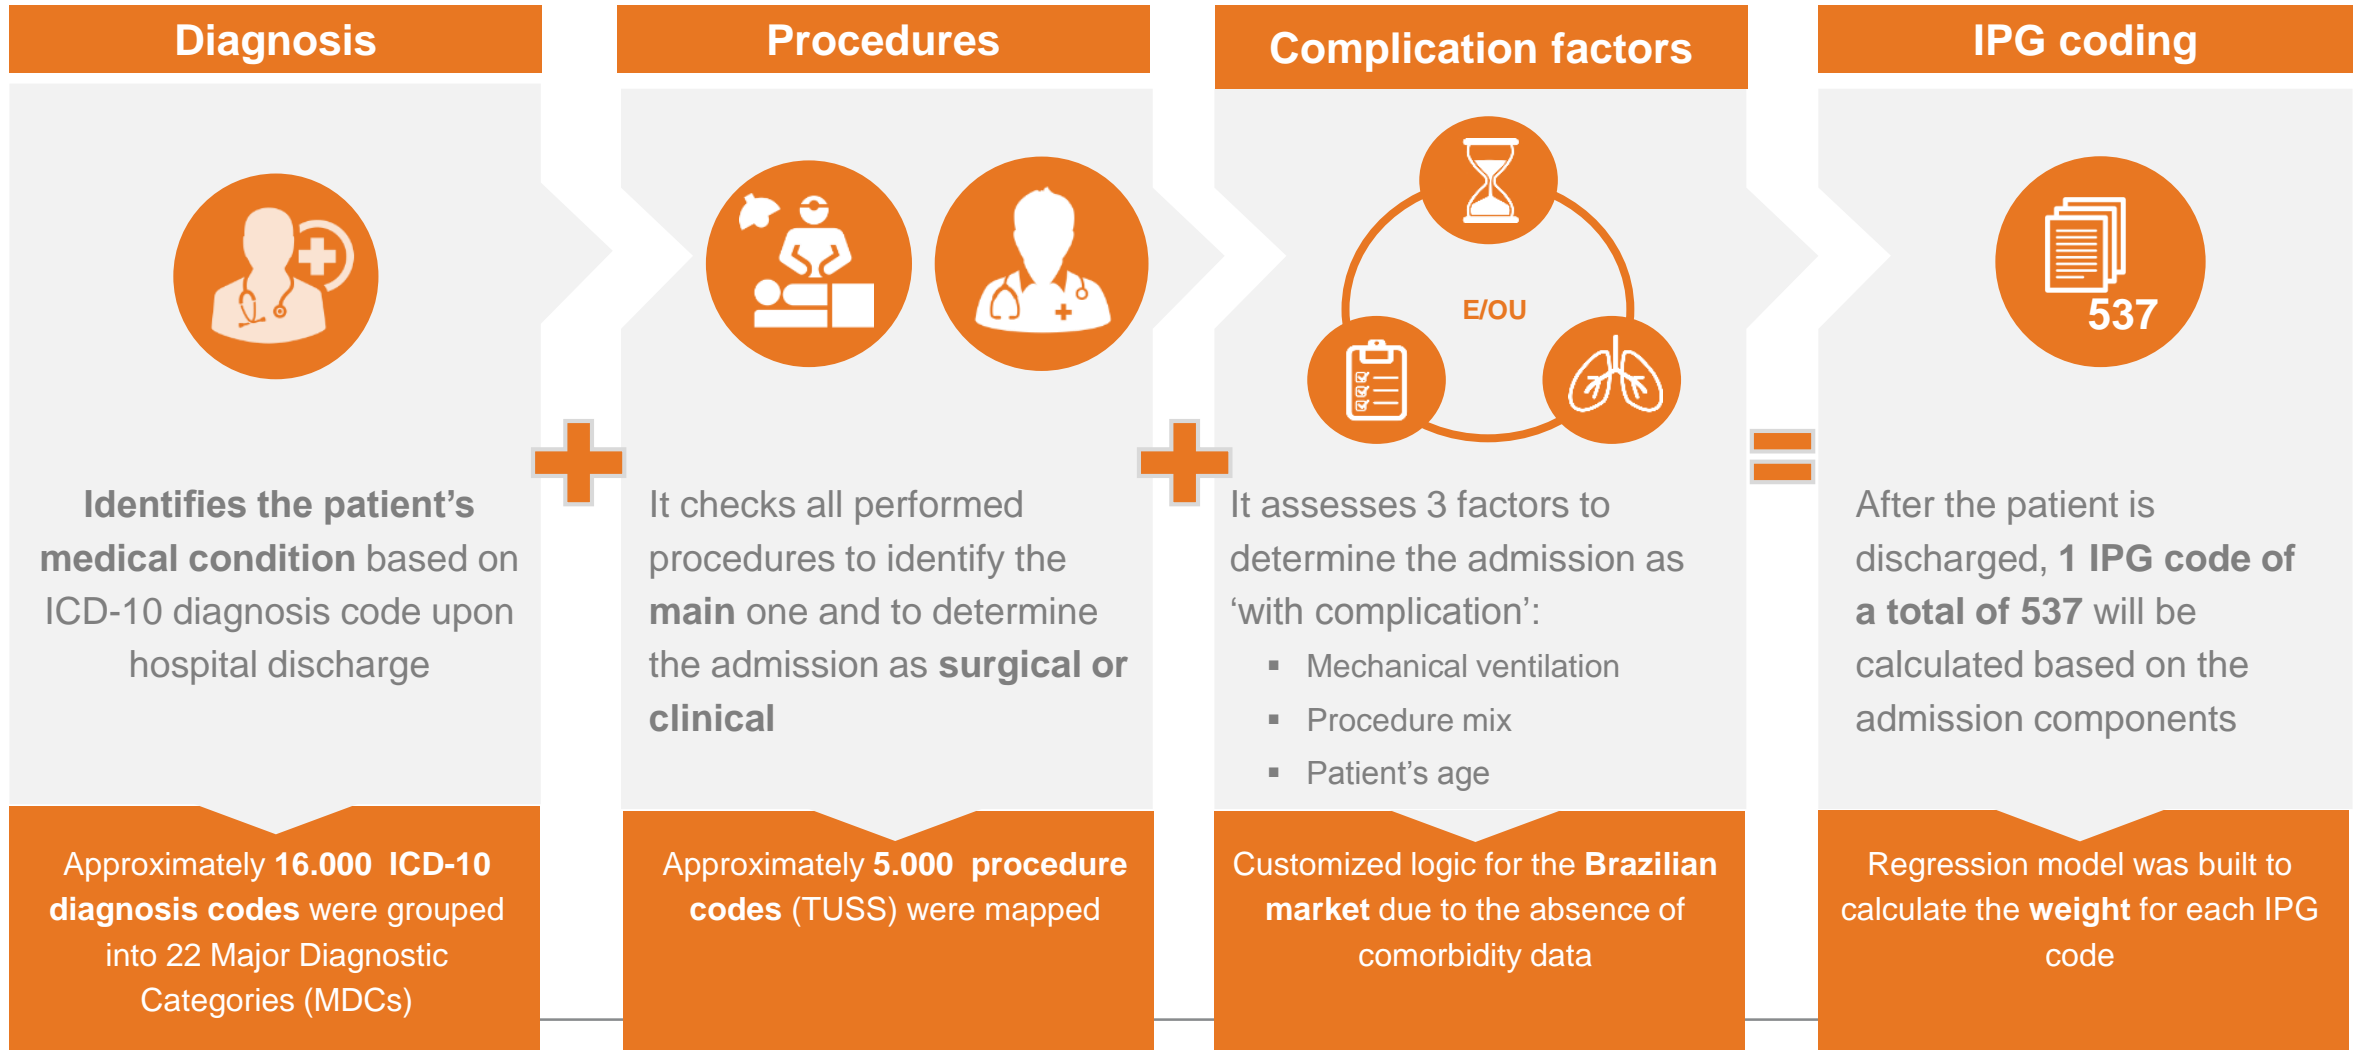 Diagnosis
Identifies the patient’s
medical condition based on
ICD-10 diagnosis code upon
hospital discharge
Approximately 16.000  ICD-10
diagnosis codes were grouped
into 22 Major Diagnostic
Categories (MDCs)
Procedures
It checks all performed
procedures to identify the
main one and to determine
the admission as surgical or
clinical
Approximately 5.000  procedure
codes (TUSS) were mapped
Complication factors
E/OU
It assesses 3 factors to
determine the admission as
‘with complication’:
▪ Mechanical ventilation
▪ Procedure mix
▪ Patient’s age
Customized logic for the Brazilian
market due to the absence of
comorbidity data
IPG coding
537
After the patient is
discharged, 1 IPG code of
a total of 537 will be
calculated based on the
admission components
Regression model was built to
calculate the weight for each IPG
code